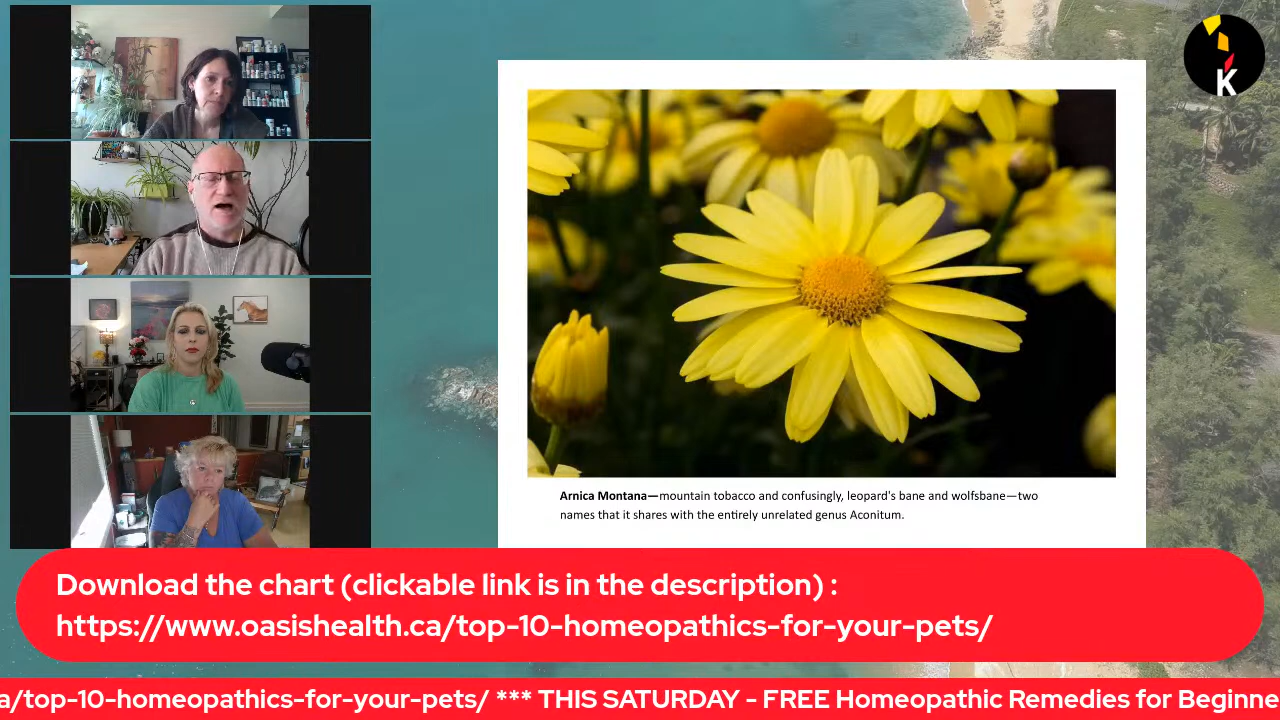 K
Arnica Montana—mountain tobacco and confusingly, leopard's bane and wolfsbane—two
names that it shares with the entirely unrelated genus Aconitum.
Download the chart (clickable link is in the description) :
https://www.oasishealth.ca/top-10-homeopathics-for-your-pets/
a/top-10-homeopathics-for-your-pets/ *** THIS SATURDAY - FREE Homeopathic Remedies for Beginne